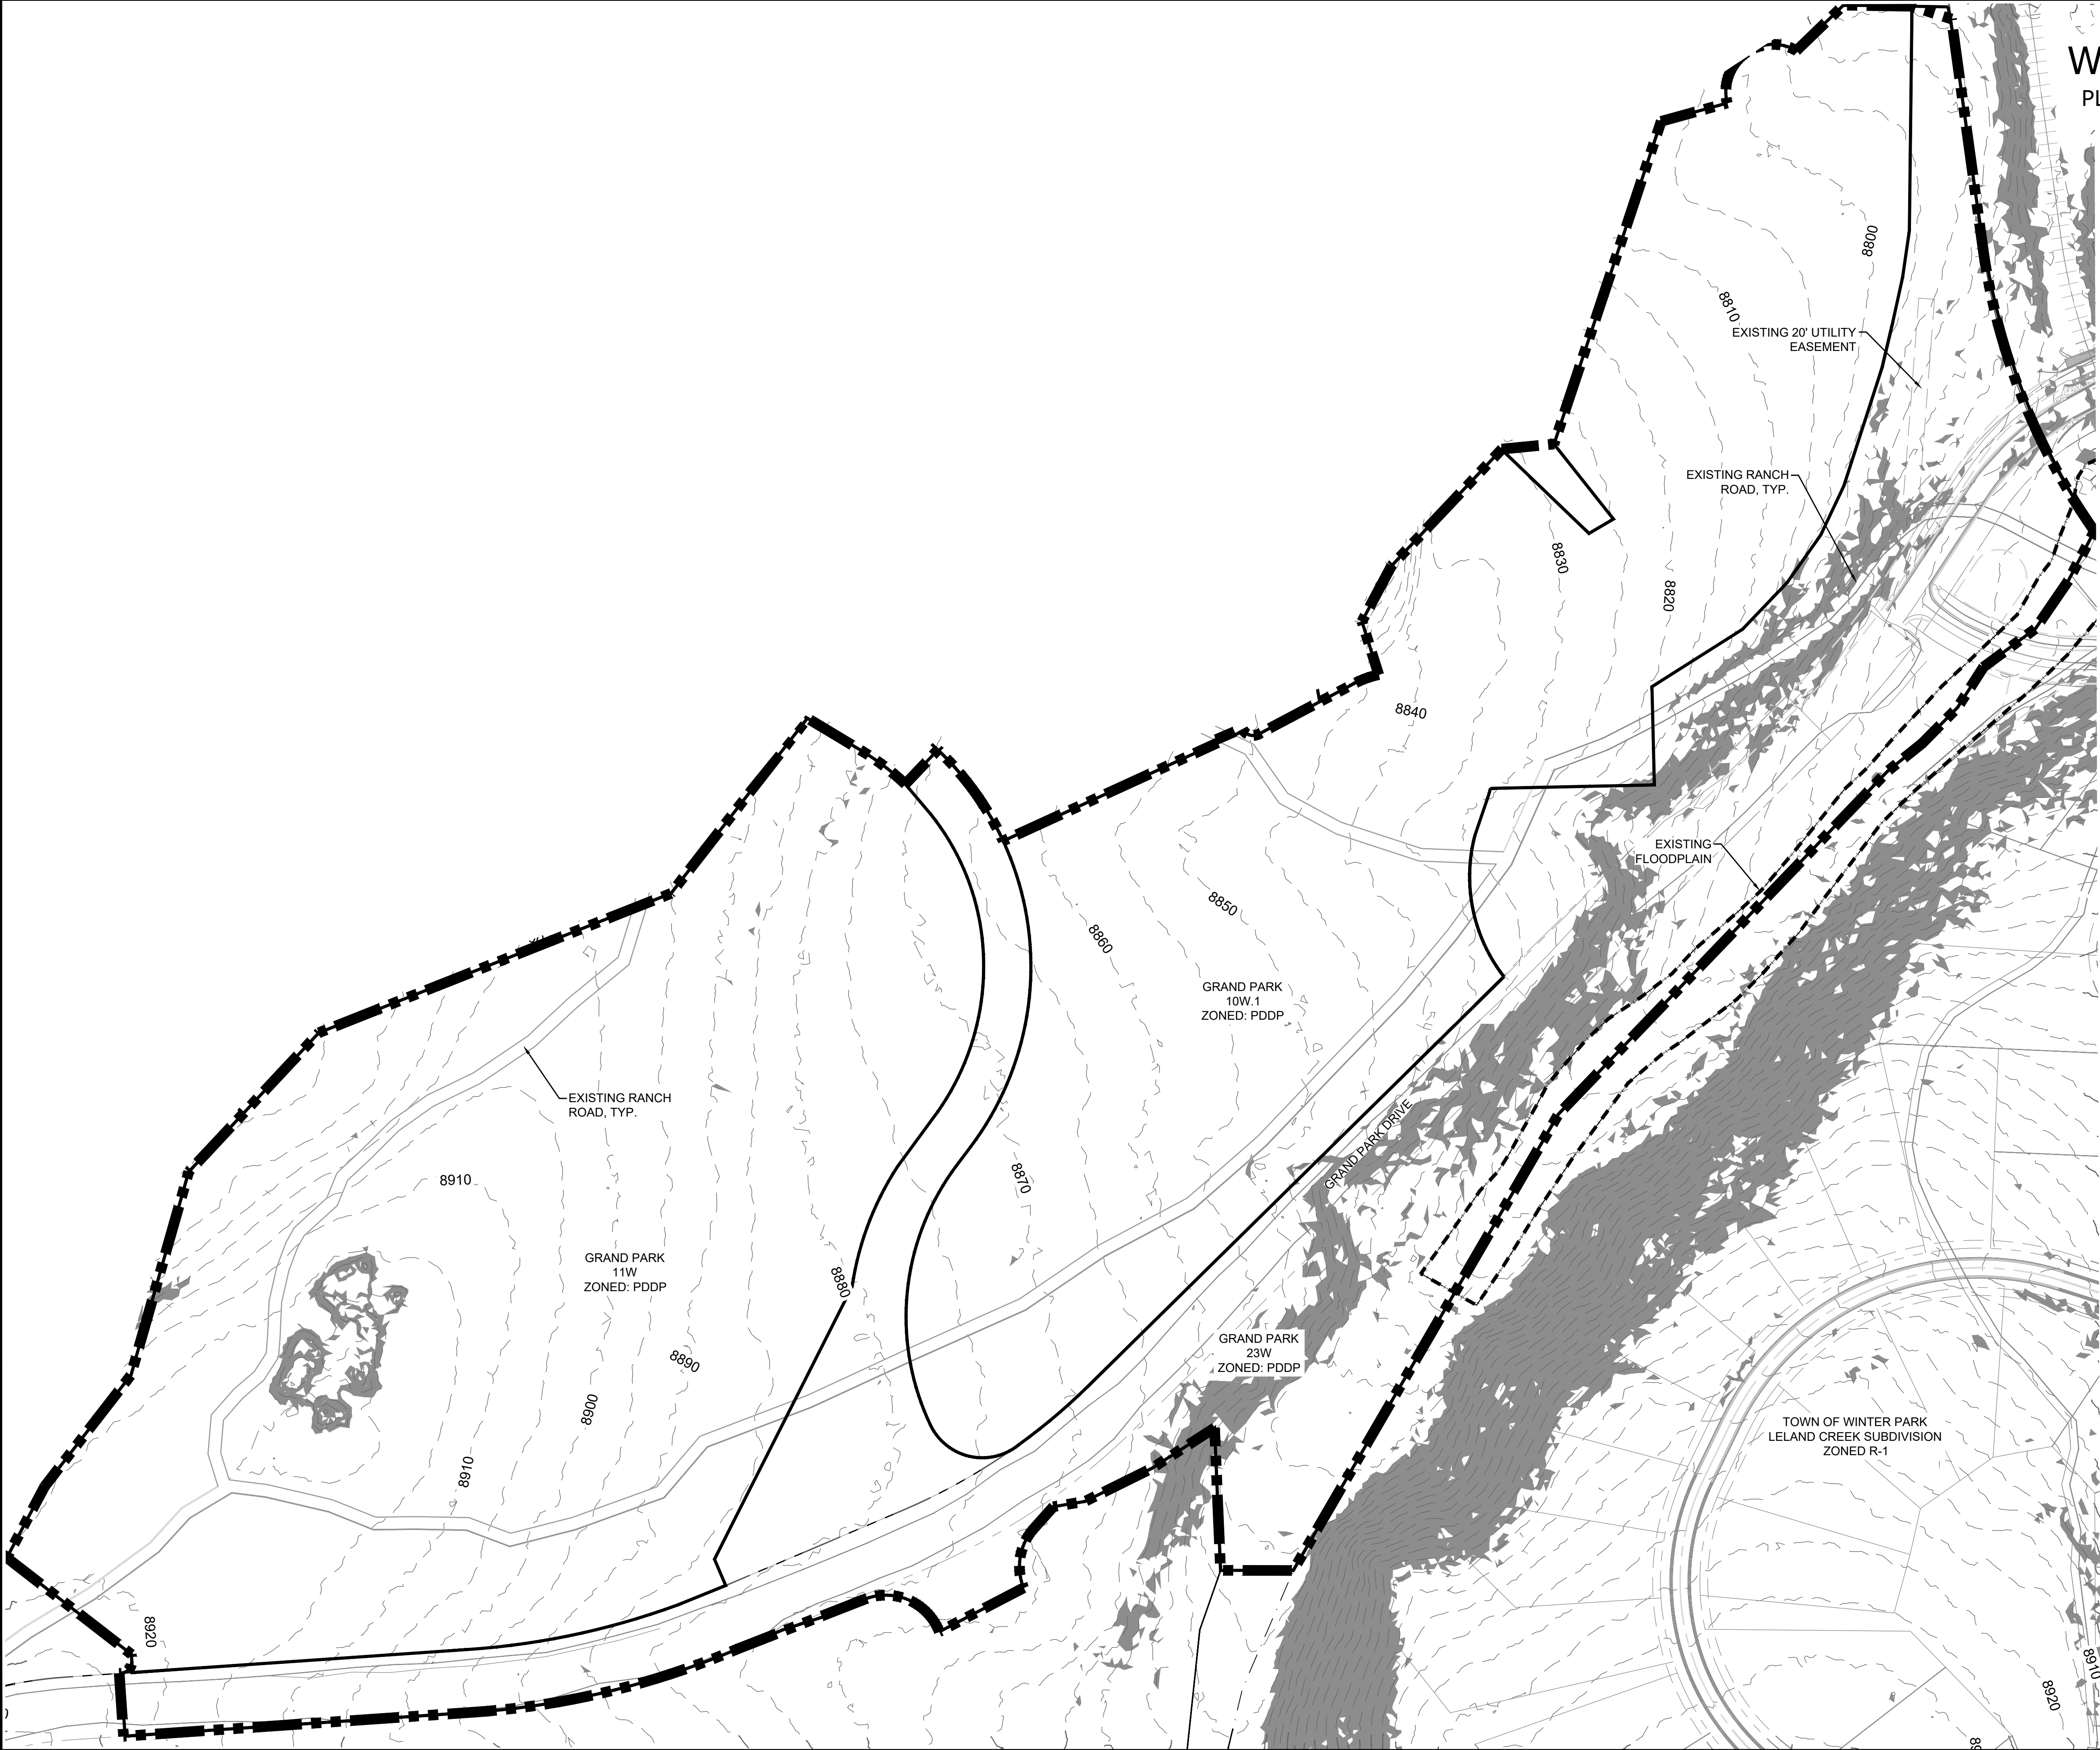 W
PL
8800
8810
EXISTING 20' UTILITY
EASEMENT
EXISTING RANCH
ROAD, TYP.
8830
8820
8840
EXISTING
FLOODPLAIN
8850
8860
GRAND PARK
10W.1
ZONED: PDDP
EXISTING RANCH
ROAD, TYP.
GRAND PARK DRIVE
8870
8910
GRAND PARK
11W
ZONED: PDDP
8880
GRAND PARK
23W
ZONED: PDDP
8890
8900
TOWN OF WINTER PARK
LELAND CREEK SUBDIVISION
ZONED R-1
8910
8920
8910
8920